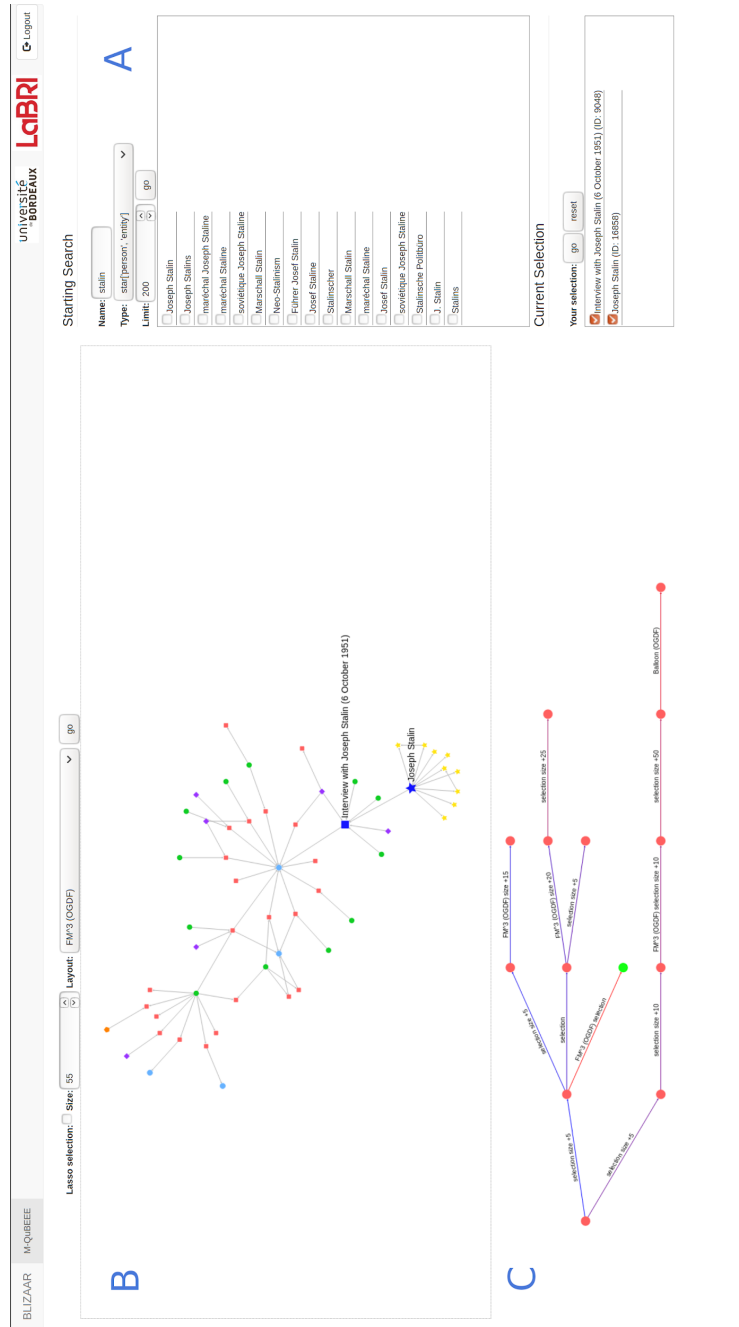 BLIZAAR M-QuBEEE université de BORDEAUX LaBRI Logout
Lasso selection: Size: 55 Layout: FM^3 (OGDF) go
B
Interview with Joseph Stalin (6 October 1951)
Joseph Stalin
Starting Search
A
Name: stalin
Type: star['person', 'entity']
Limit: 200 go
Joseph Stalin
Joseph Stalins
maréchal Joseph Staline
maréchal Staline
soviétique Joseph Staline
Marschall Stalin
Neo-Stalinism
Führer Josef Stalin
Josef Staline
Stalinscher
Marschall Stalin
maréchal Staline
Josef Stalin
soviétique Joseph Staline
Stalinsche Politbüro
J. Stalin
Stalins
Current Selection
Your selection: go reset
Interview with Joseph Stalin (6 October 1951) (ID: 9048)
Joseph Stalin (ID: 16858)
C
selection size +5
selection size +5
FM^3 (OGDF) size +15
selection
FM^3 (OGDF) size +20
selection size +25
selection size +5
FM^3 (OGDF) selection
selection size +5
selection size +10
FM^3 (OGDF) selection size +10
selection size +50
Balloon (OGDF)